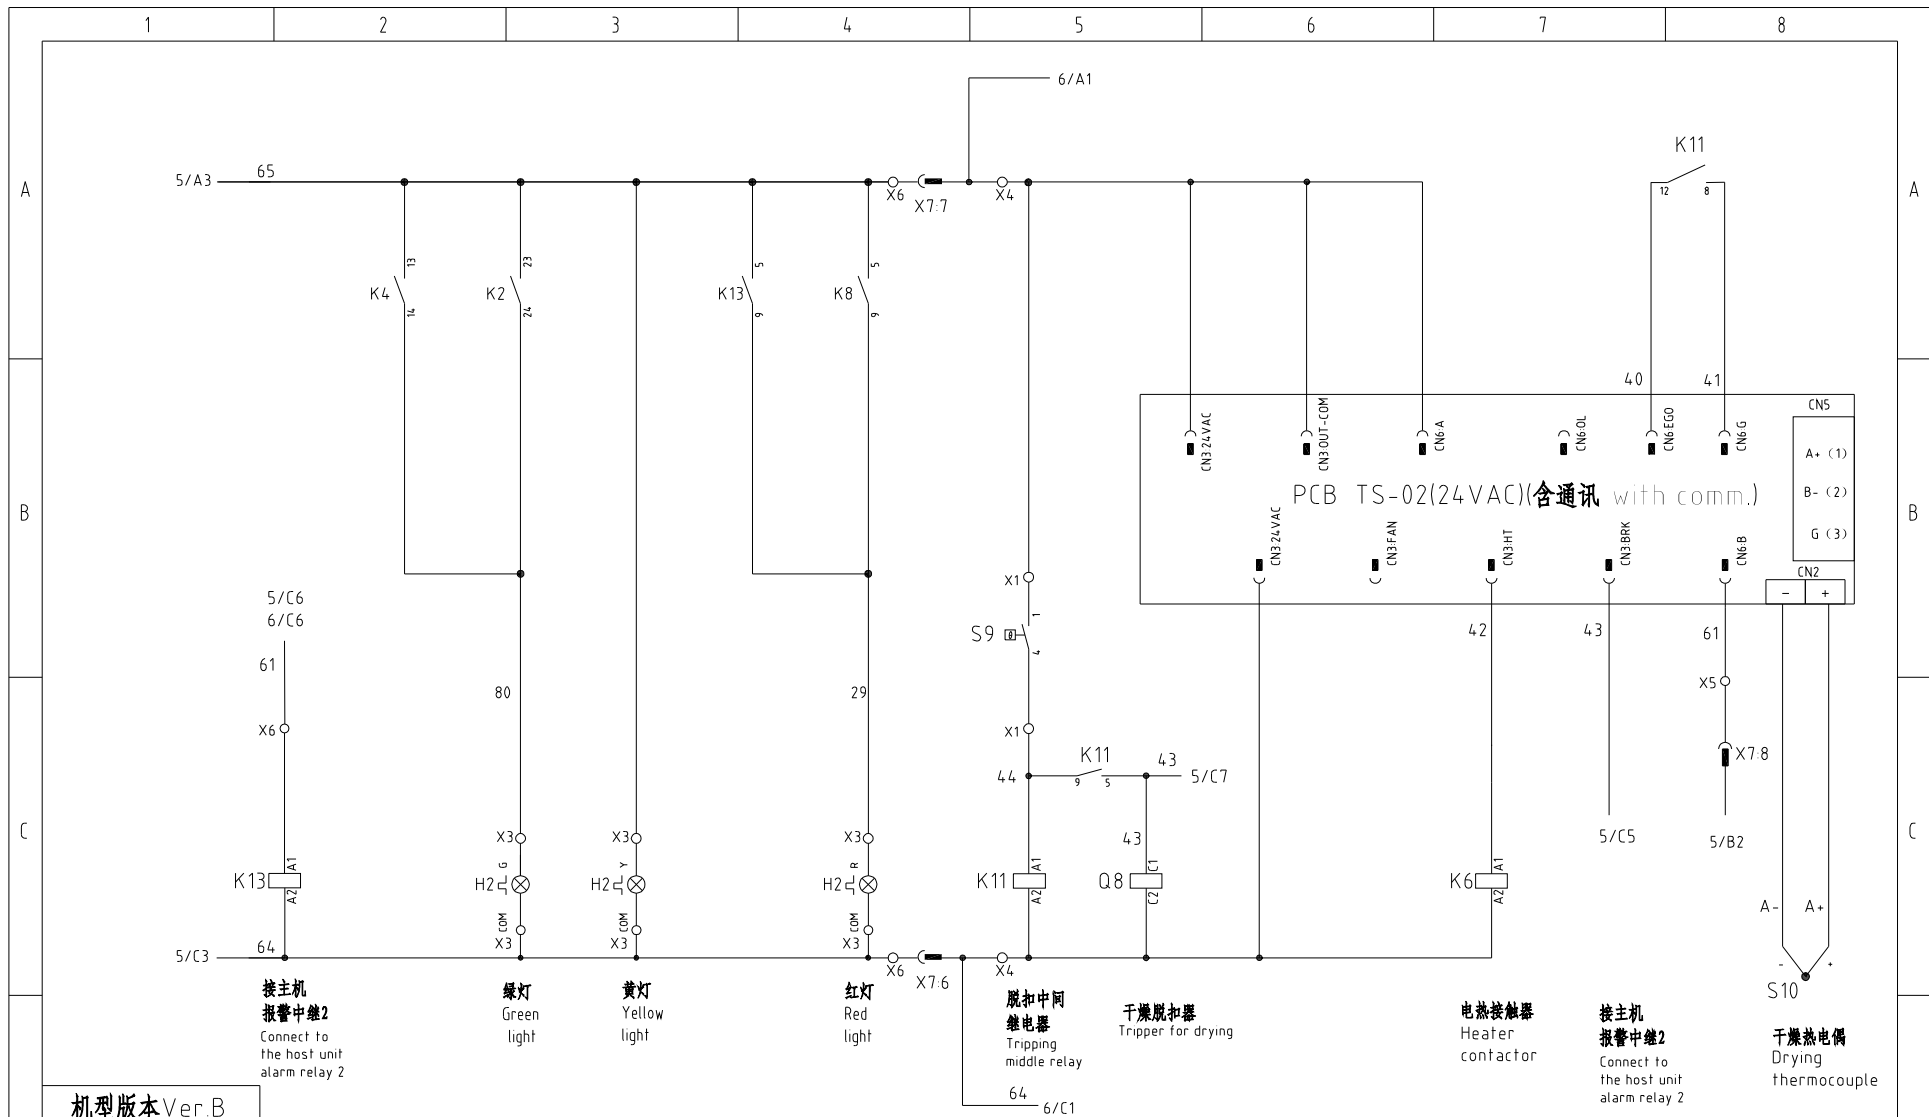 1 2 3 4 5 6 7 8
6/A1
K11
5/A3 65
12 8
A A
X6 X7:7 X4
13 23 5 5
K4 K2 K13 K8
14 24 9 9
40 41
CN5
CN3:24VAC
CN3:OUT-COM
CN6:A
CN6:OL
CN6:EGO
CN6:G
A+ (1)
B B
PCB TS-02(24VAC)(含通讯 with comm.)
B- (2)
G (3)
CN3:24VAC
CN3:FAN
CN3:HT
CN3:BRK
CN6:B
CN2
- +
X1
5/C6
6/C6
1
S9 θ
4
42 43 61
61
80 29
X5
X6 X1
K11
X7:8
44 43
9 5 5/C7
C C
X3 X3 X3
43
5/C5 5/B2
A1 G Y R A1 C1 A1
K13 H2 H2 H2 K11 Q8 K6
A2 A2 C2 A2
COM COM COM
A- A+
X3 X3 X3
5/C3 64
X6 X7:6 X4
- +
S10
接主机
报警中继2
Connect to
the host unit
alarm relay 2
绿灯
Green
light
黄灯
Yellow
light
红灯
Red
light
脱扣中间
继电器
Tripping
middle relay
干燥脱扣器
Tripper for drying
电热接触器
Heater
contactor
接主机
报警中继2
Connect to
the host unit
alarm relay 2
干燥热电偶
Drying
thermocouple
64
6/C1
机型版本Ver.B